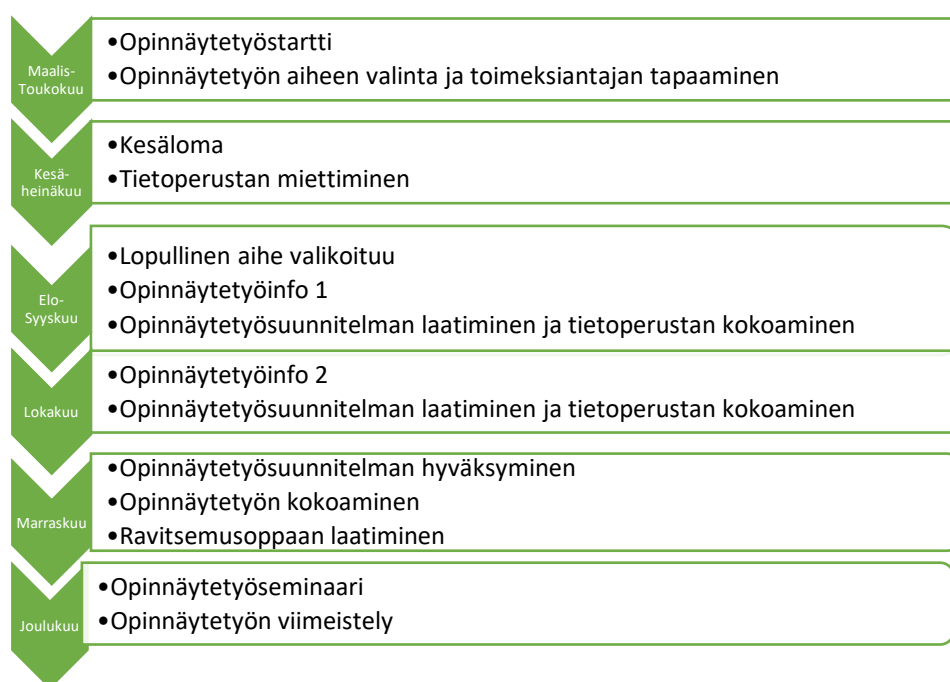 Maalis-
Toukokuu
•Opinnäytetyöstartti
•Opinnäytetyön aiheen valinta ja toimeksiantajan tapaaminen
Kesä-
heinäkuu
•Kesäloma
•Tietoperustan miettiminen
Elo-
Syyskuu
•Lopullinen aihe valikoituu
•Opinnäytetyöinfo 1
•Opinnäytetyösuunnitelman laatiminen ja tietoperustan kokoaminen
Lokakuu
•Opinnäytetyöinfo 2
•Opinnäytetyösuunnitelman laatiminen ja tietoperustan kokoaminen
Marraskuu
•Opinnäytetyösuunnitelman hyväksyminen
•Opinnäytetyön kokoaminen
•Ravitsemusoppaan laatiminen
Joulukuu
•Opinnäytetyöseminaari
•Opinnäytetyön viimeistely